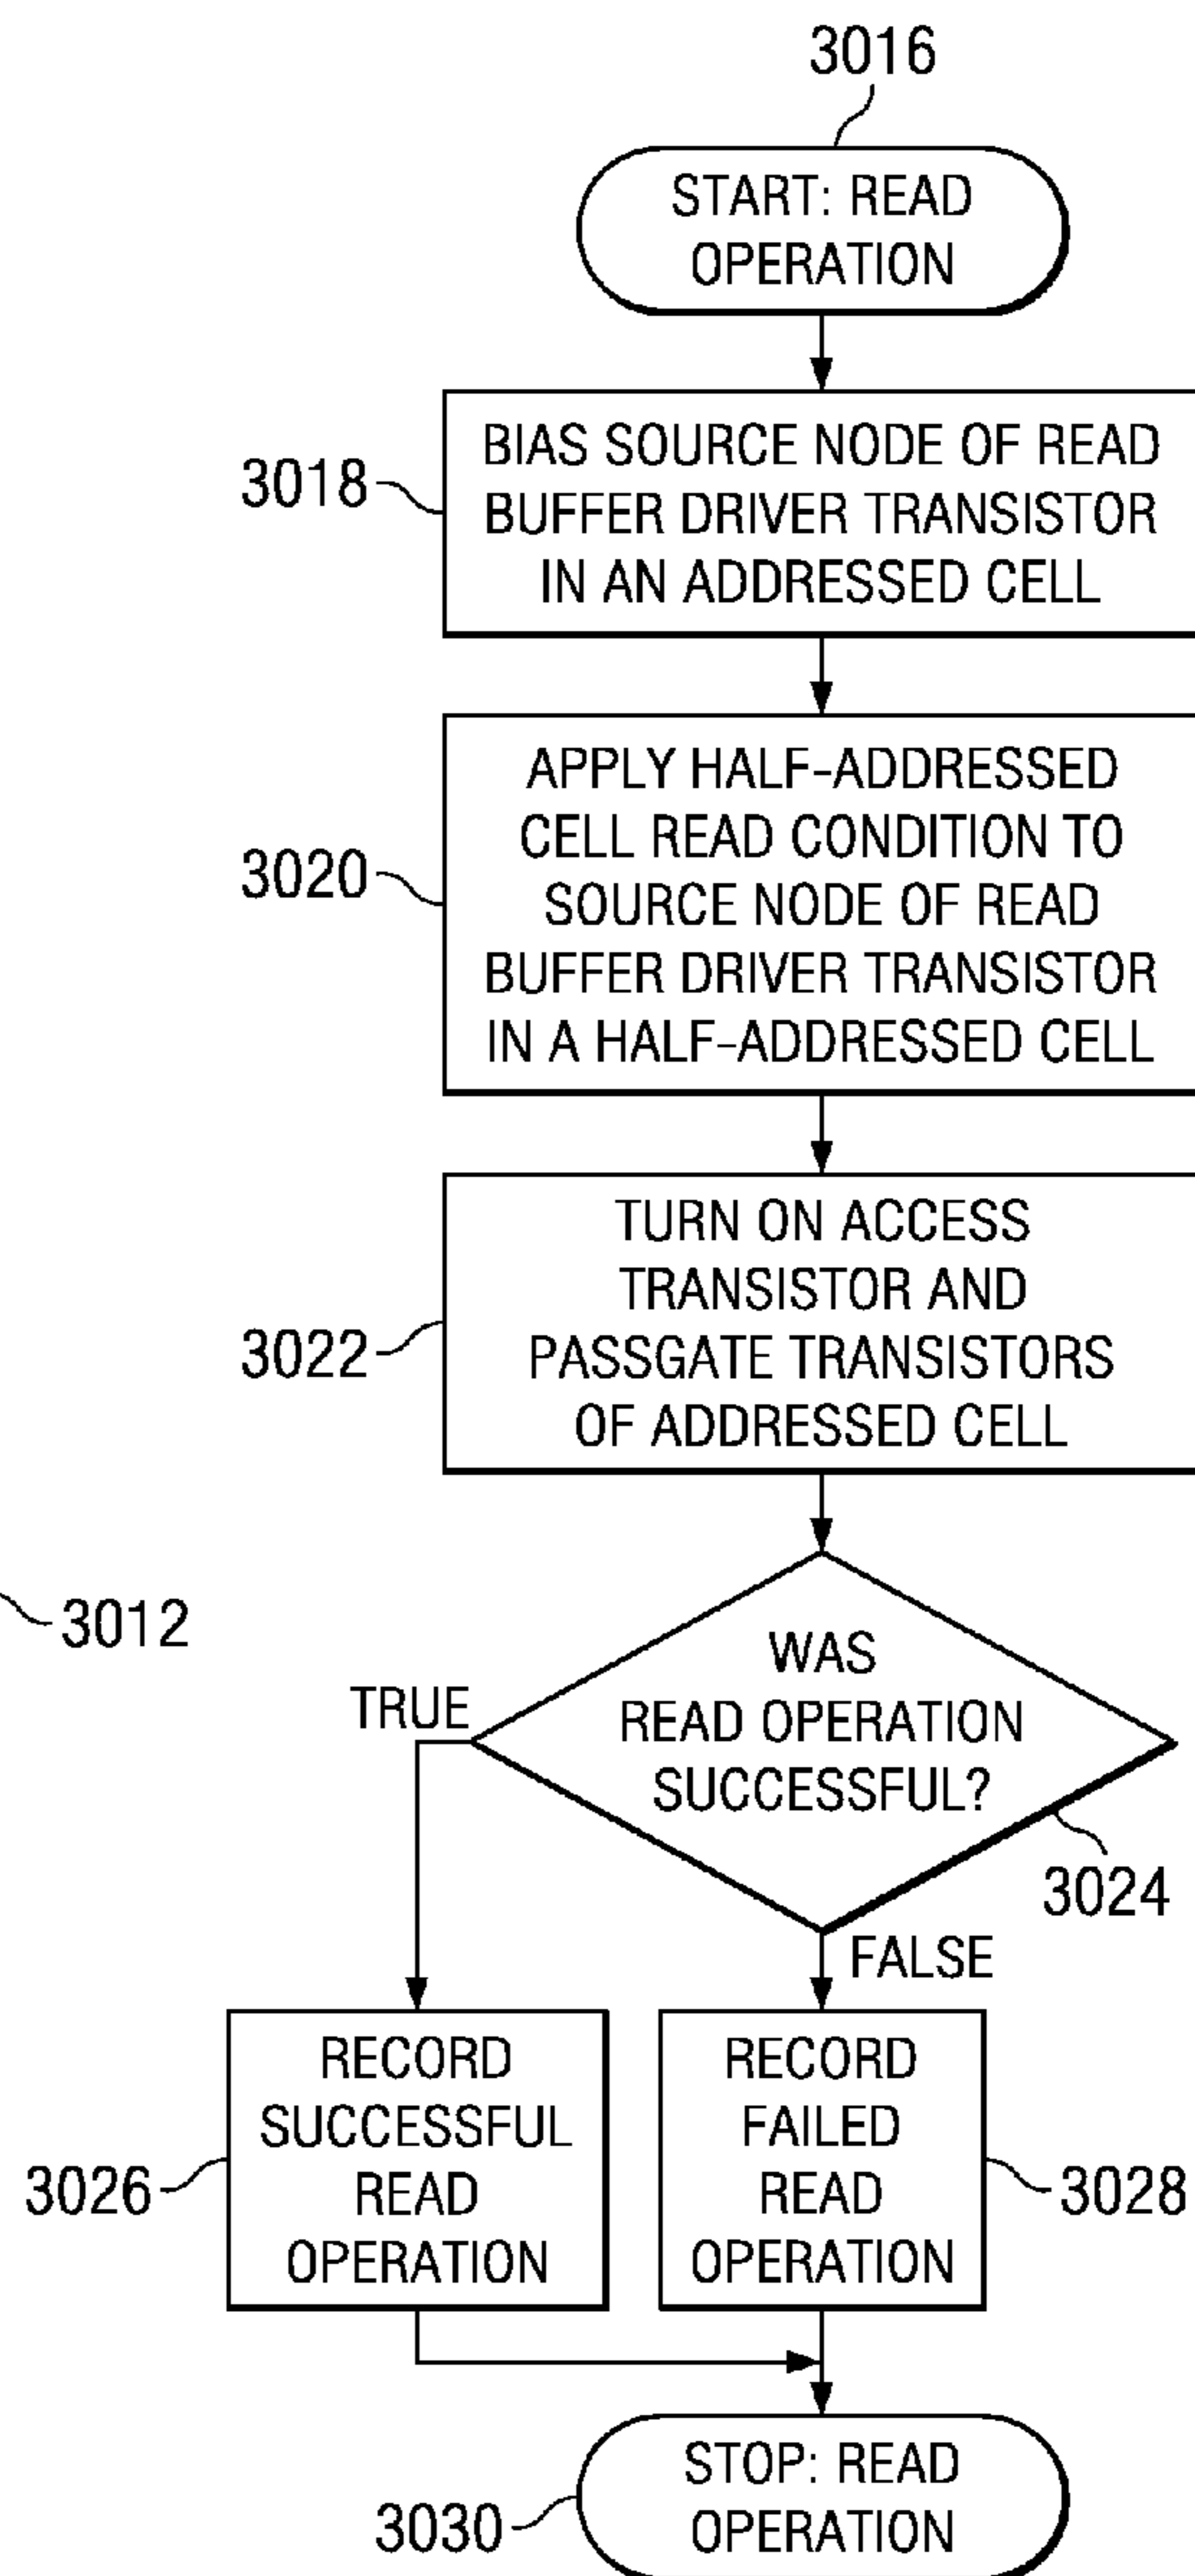 3016
START: READ
OPERATION
3018
BIAS SOURCE NODE OF READ
BUFFER DRIVER TRANSISTOR
IN AN ADDRESSED CELL
3020
APPLY HALF-ADDRESSED
CELL READ CONDITION TO
SOURCE NODE OF READ
BUFFER DRIVER TRANSISTOR
IN A HALF-ADDRESSED CELL
3022
TURN ON ACCESS
TRANSISTOR AND
PASSGATE TRANSISTORS
OF ADDRESSED CELL
3012
WAS
READ OPERATION
SUCCESSFUL?
TRUE
3024
FALSE
RECORD
SUCCESSFUL
READ
OPERATION
3026
RECORD
FAILED
READ
OPERATION
3028
STOP: READ
OPERATION
3030